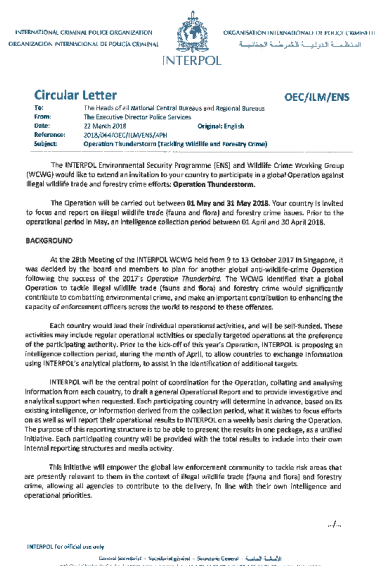 INTERNATIONAL CRIMINAL POLICE ORGANIZATION
ORGANISATION INTERNATIONALE DE POLICE CRIMINELLE
ORGANIZACIÓN INTERNACIONAL DE POLICÍA CRIMINAL
المنظمة الدولية للشرطة الجنائية
INTERPOL
Circular Letter
OEC/ILM/ENS
To: The Heads of all National Central Bureaus and Regional Bureaus
From: The Executive Director Police Services
Date: 22 March 2018 Original: English
Reference: 2018/064/OEC/ILM/ENS/APH
Subject: Operation Thunderstorm (Tackling Wildlife and Forestry Crime)
The INTERPOL Environmental Security Programme (ENS) and Wildlife Crime Working Group
(WCWG) would like to extend an invitation to your country to participate in a global Operation against
illegal wildlife trade and forestry crime efforts: Operation Thunderstorm.
The Operation will be carried out between 01 May and 31 May 2018. Your country is invited
to focus and report on illegal wildlife trade (fauna and flora) and forestry crime issues. Prior to the
operational period in May, an intelligence collection period between 01 April and 30 April 2018.
BACKGROUND
At the 28th Meeting of the INTERPOL WCWG held from 9 to 13 October 2017 in Singapore, it
was decided by the board and members to plan for another global anti-wildlife-crime Operation
following the success of the 2017's Operation Thunderbird. The WCWG identified that a global
Operation to tackle illegal wildlife trade (fauna and flora) and forestry crime would significantly
contribute to combatting environmental crime, and make an important contribution to enhancing the
capacity of enforcement officers across the world to respond to these offences.
Each country would lead their individual operational activities, and will be self-funded. These
activities may include regular operational activities or specially targeted operations at the preference
of the participating authority. Prior to the kick-off of this year's Operation, INTERPOL is proposing an
intelligence collection period, during the month of April, to allow countries to exchange information
using INTERPOL's analytical platform, to assist in the identification of additional targets.
INTERPOL will be the central point of coordination for the Operation, collating and analysing
information from each country, to draft a general Operational Report and to provide investigative and
analytical support when requested. Each participating country will determine in advance, based on its
existing intelligence, or information derived from the collection period, what it wishes to focus efforts
on as well as will report their operational results to INTERPOL on a weekly basis during the Operation.
The purpose of this reporting structure is to be able to present the results in one package, as a unified
initiative. Each participating country will be provided with the total results to include into their own
internal reporting structures and media activity.
This initiative will empower the global law enforcement community to tackle risk areas that
are presently relevant to them in the context of illegal wildlife trade (fauna and flora) and forestry
crime, allowing all agencies to contribute to the delivery, in line with their own intelligence and
operational priorities.
../..
INTERPOL for official use only
General Secretariat - Secrétariat général - Secretaría General - الأمانة العامة